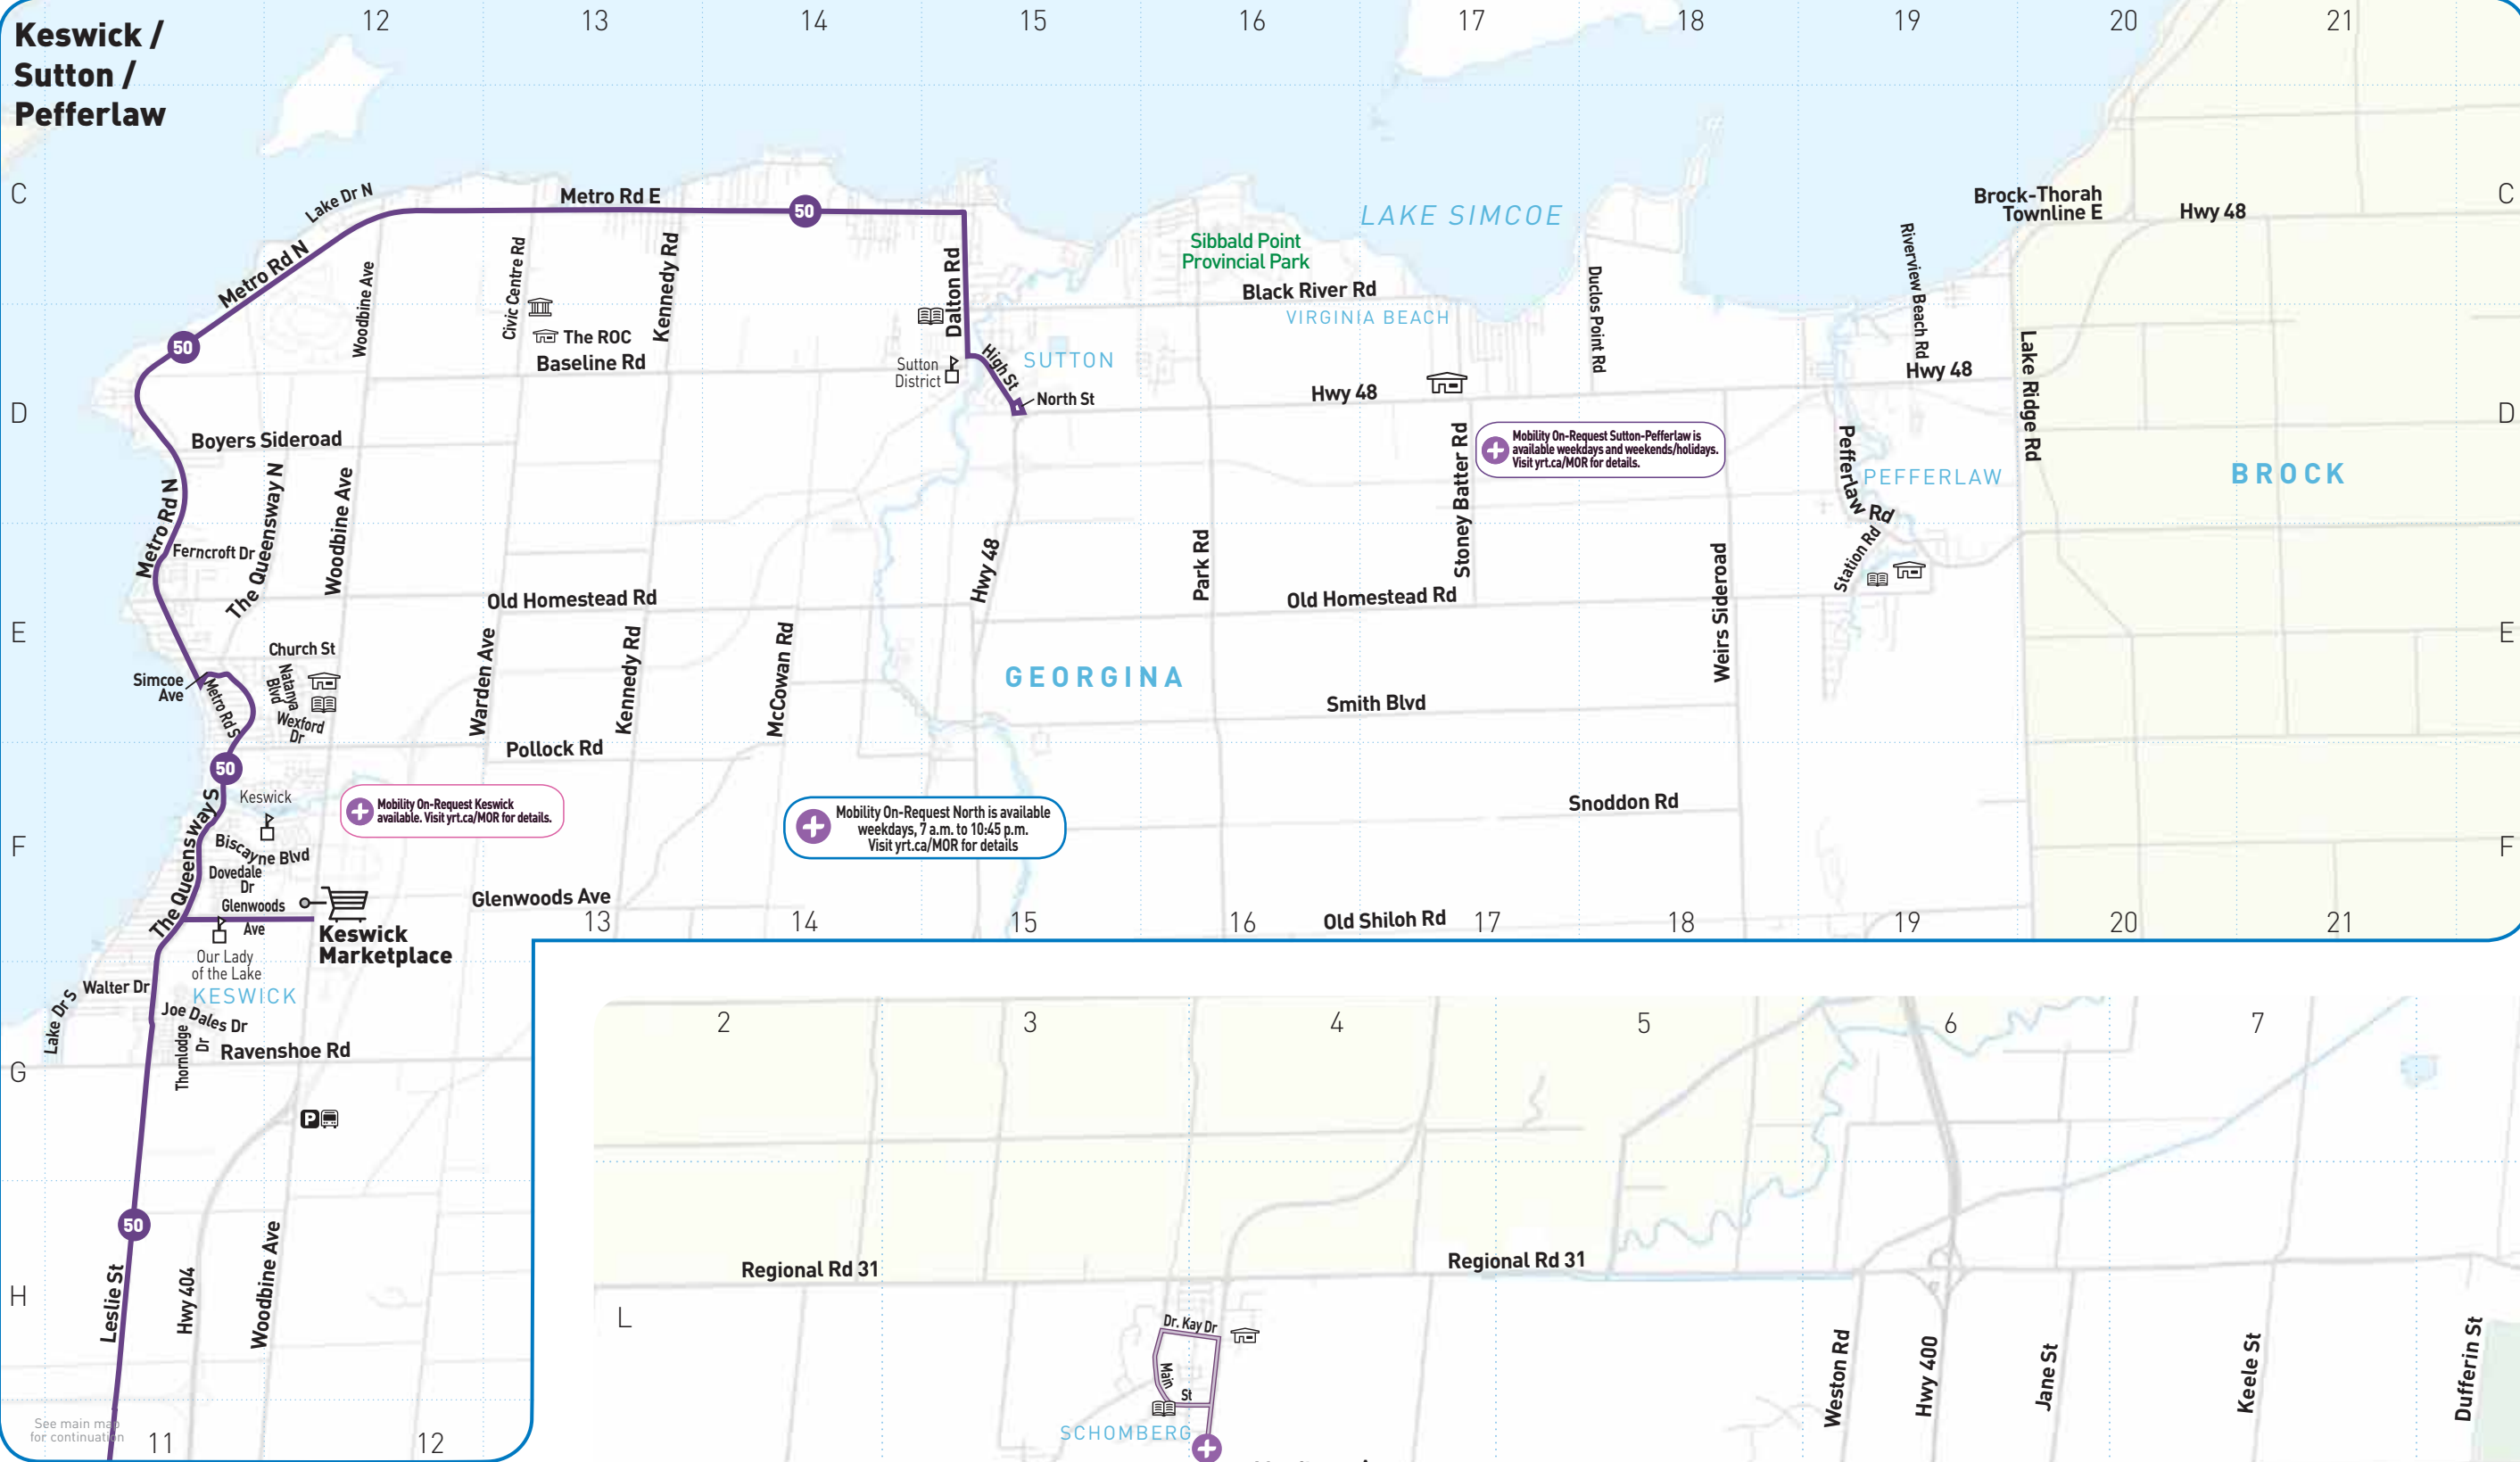 Keswick /
Sutton /
Pefferlaw
12
13
14
15
16
17
18
19
20
21
C
C
Lake Dr N
Metro Rd E
50
LAKE SIMCOE
Brock-Thorah
Townline E
Hwy 48
Metro Rd N
Woodbine Ave
Civic Centre Rd
Kennedy Rd
Dalton Rd
Sibbald Point
Provincial Park
Black River Rd
VIRGINIA BEACH
Duclos Point Rd
Riverview Beach Rd
50
The ROC
Baseline Rd
Sutton
District
High St
SUTTON
North St
Hwy 48
Hwy 48
Lake Ridge Rd
D
D
Boyers Sideroad
Mobility On-Request Sutton-Pefferlaw is
available weekdays and weekends/holidays.
Visit yrt.ca/MOR for details.
Stoney Batter Rd
Pefferlaw Rd
PEFFERLAW
BROCK
Metro Rd N
The Queensway N
Woodbine Ave
Ferncroft Dr
Hwy 48
Park Rd
Station Rd
Old Homestead Rd
Old Homestead Rd
Weirs Sideroad
E
E
Church St
Simcoe
Ave
Natanya
Blvd
Metro Rd S
Wexford
Dr
Warden Ave
Kennedy Rd
McCowan Rd
GEORGINA
Smith Blvd
Pollock Rd
50
Keswick
Mobility On-Request Keswick
available. Visit yrt.ca/MOR for details.
Mobility On-Request North is available
weekdays, 7 a.m. to 10:45 p.m.
Visit yrt.ca/MOR for details
Snoddon Rd
F
F
The Queensway S
Biscayne Blvd
Dovedale
Dr
Glenwoods
Ave
Glenwoods Ave
Keswick
Marketplace
13
14
15
16
Old Shiloh Rd
17
18
19
20
21
Our Lady
of the Lake
KESWICK
Walter Dr
Lake Dr S
Joe Dales Dr
Thornlodge
Dr
Ravenshoe Rd
G
P
50
H
Leslie St
Hwy 404
Woodbine Ave
See main map
for continuation
11
12
2
3
4
5
6
7
Regional Rd 31
Regional Rd 31
L
Dr. Kay Dr
Main
St
SCHOMBERG
Weston Rd
Hwy 400
Jane St
Keele St
Dufferin St